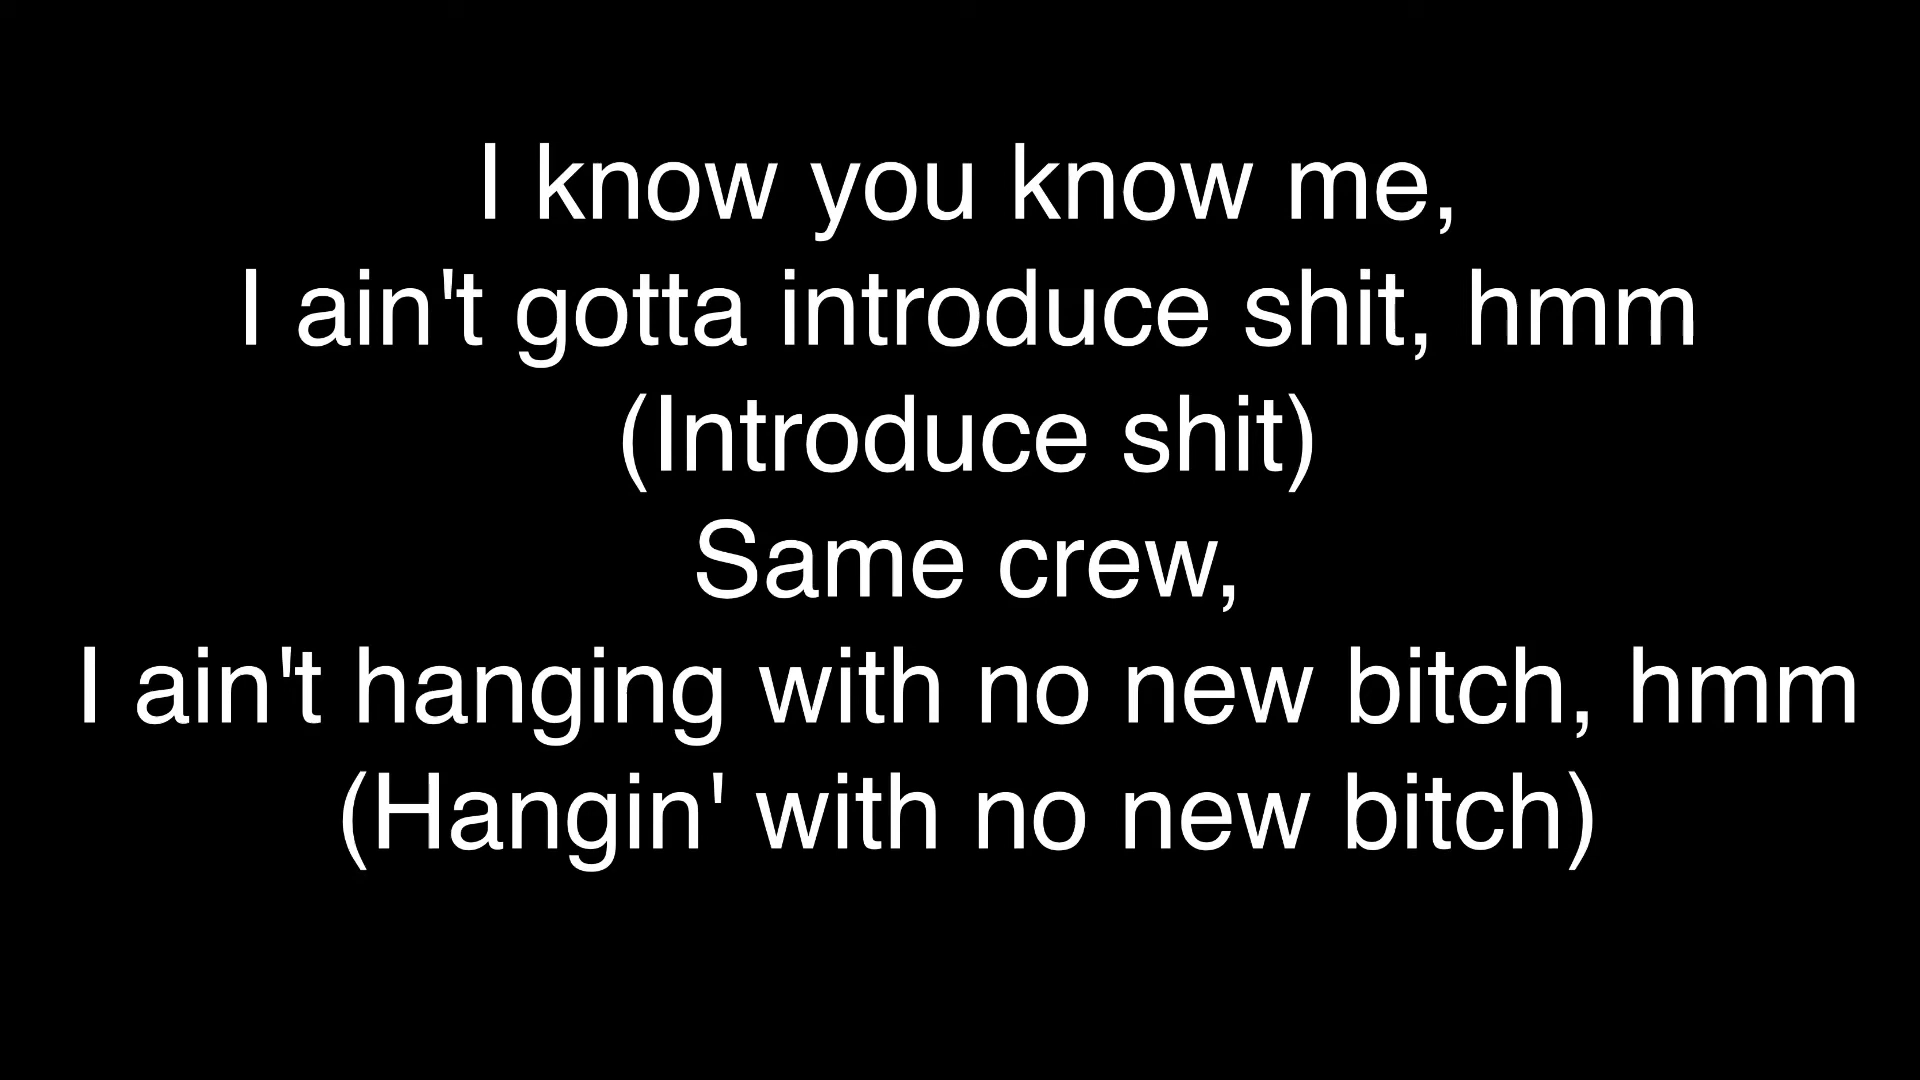 I know you know me,
I ain't gotta introduce shit, hmm
(Introduce shit)
Same crew,
I ain't hanging with no new bitch, hmm
(Hangin' with no new bitch)